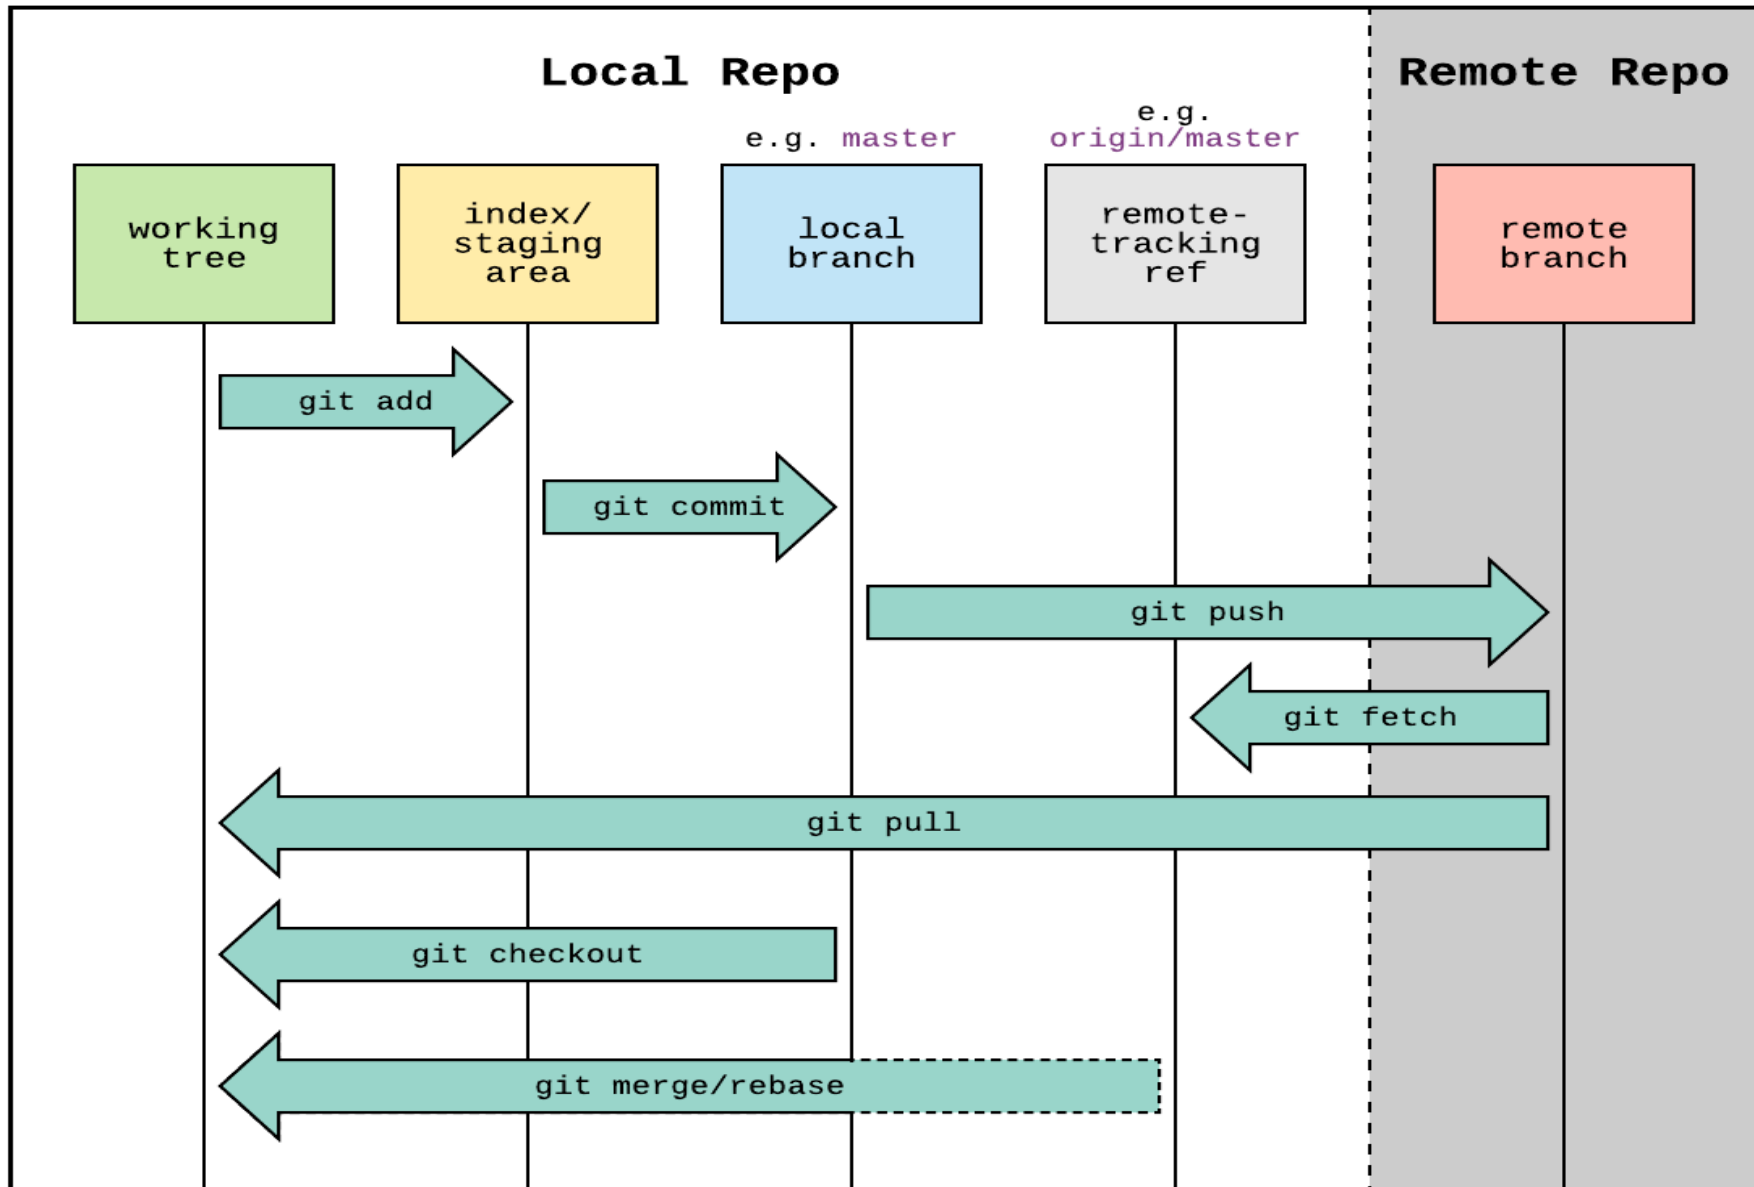 Local Repo
Remote Repo
e.g. master
e.g.
origin/master
working
tree
index/
staging
area
local
branch
remote-
tracking
ref
remote
branch
git add
git commit
git push
git fetch
git pull
git checkout
git merge/rebase